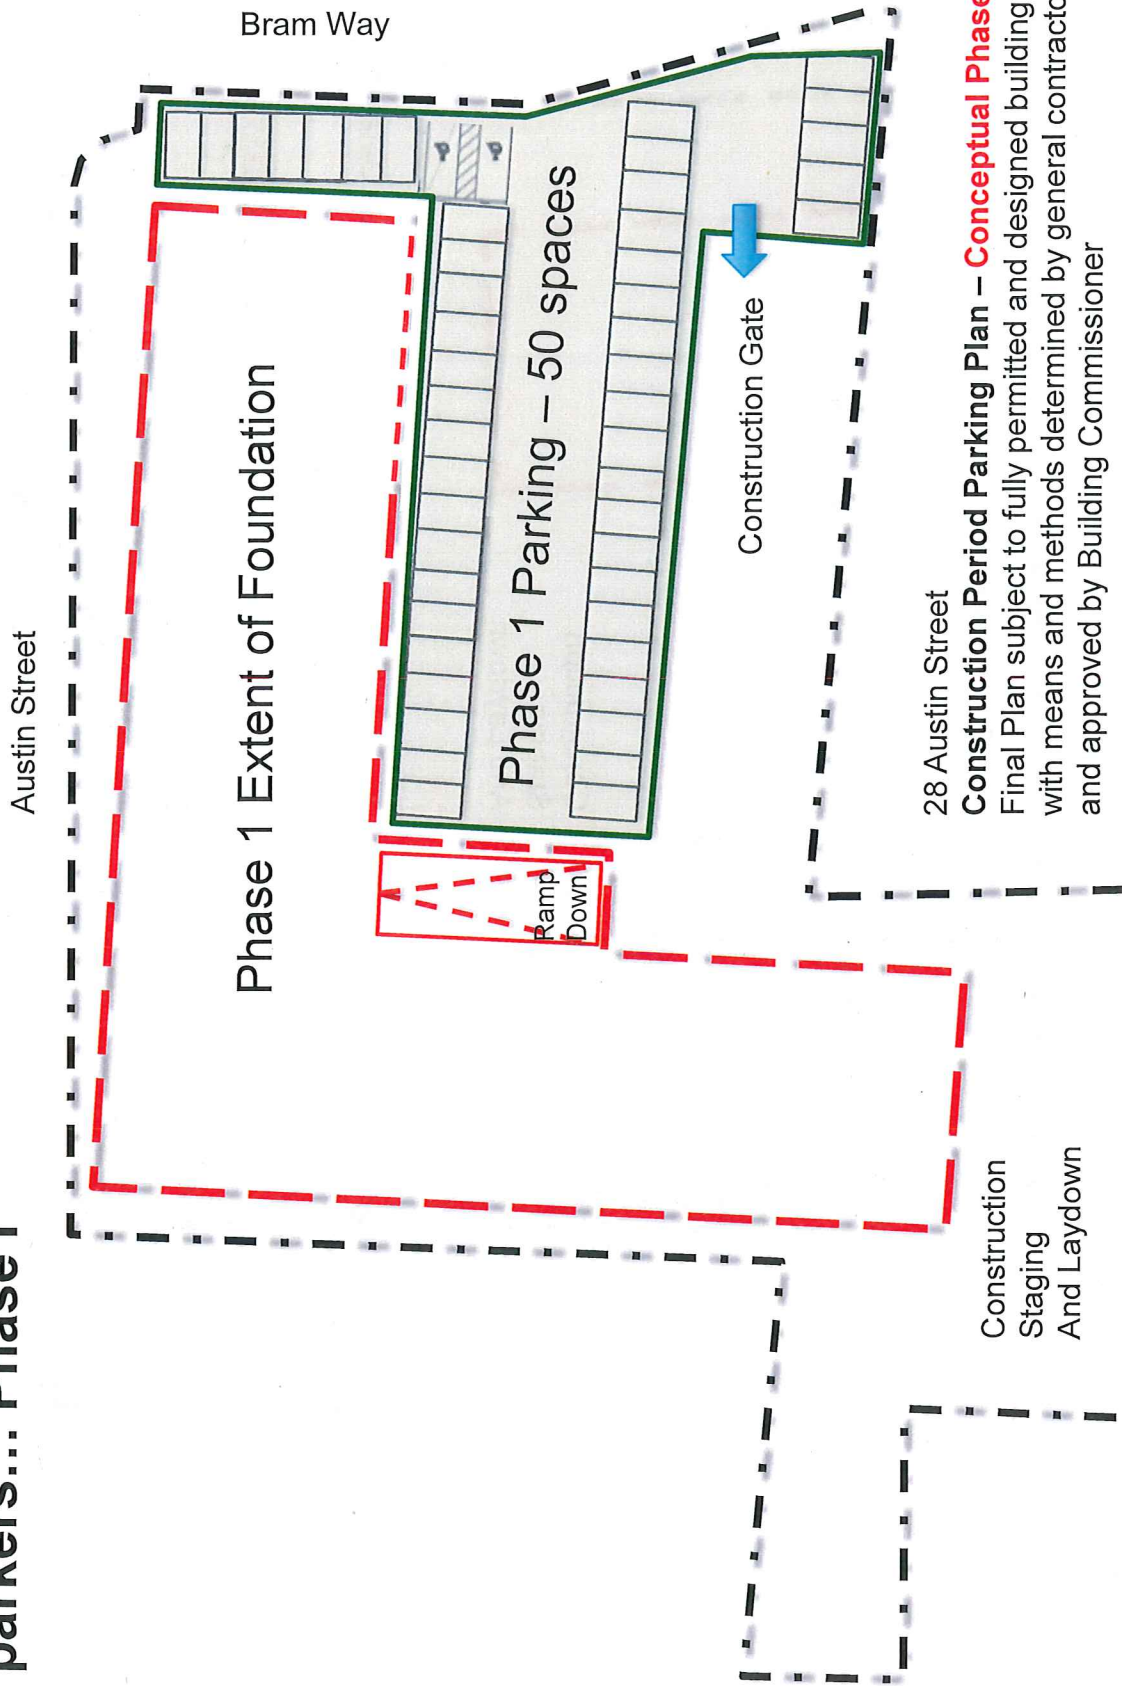 parkers... Phase I
Austin Street
Bram Way
Phase 1 Extent of Foundation
Phase 1 Parking – 50 spaces
Ramp
Down
Construction Gate
Construction
Staging
And Laydown
28 Austin Street
Construction Period Parking Plan – Conceptual Phase
Final Plan subject to fully permitted and designed building
with means and methods determined by general contracto
and approved by Building Commissioner